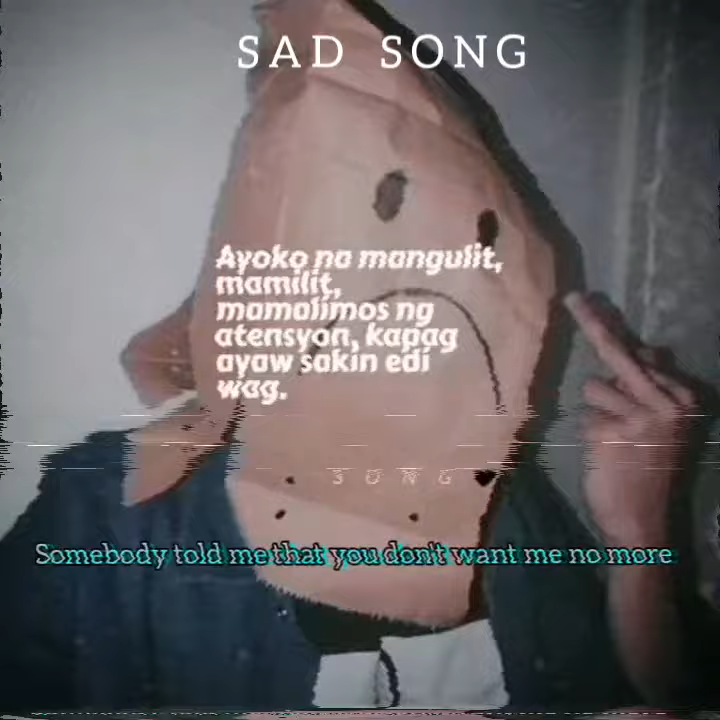 SAD SONG
Ayoko na mangulit,
mamilit,
mamalimos ng
atensyon, kapag
ayaw sakin edi
wag.
SONG
Somebody told me that you don't want me no more